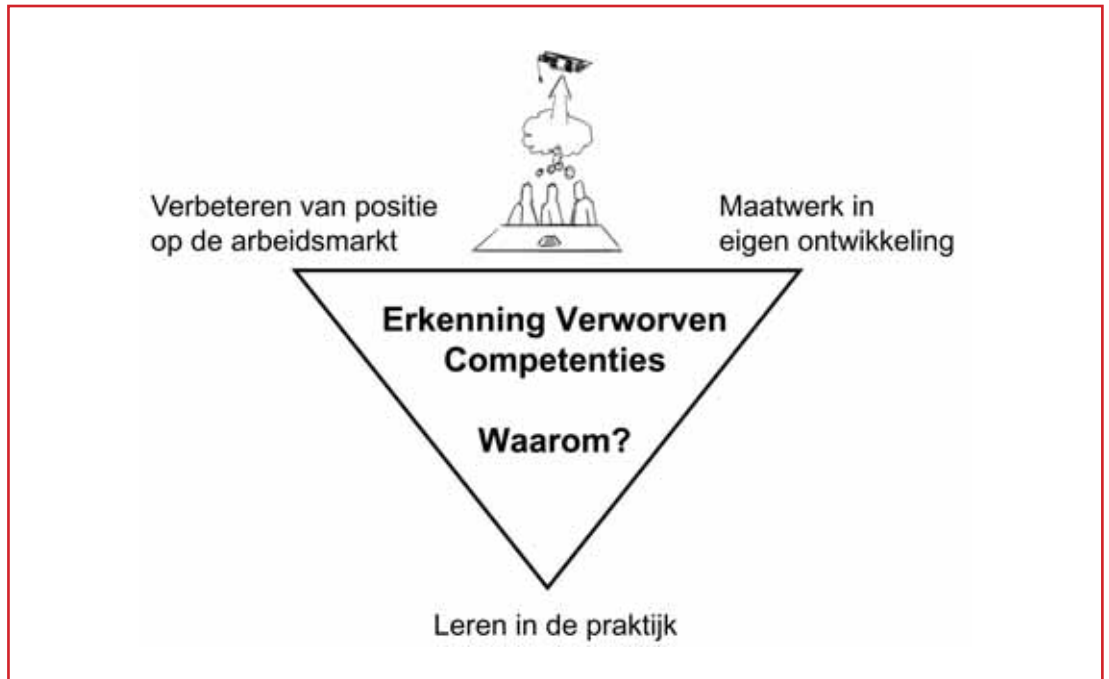 Verbeteren van positie
op de arbeidsmarkt
Maatwerk in
eigen ontwikkeling
Erkenning Verworven
Competenties
Waarom?
Leren in de praktijk